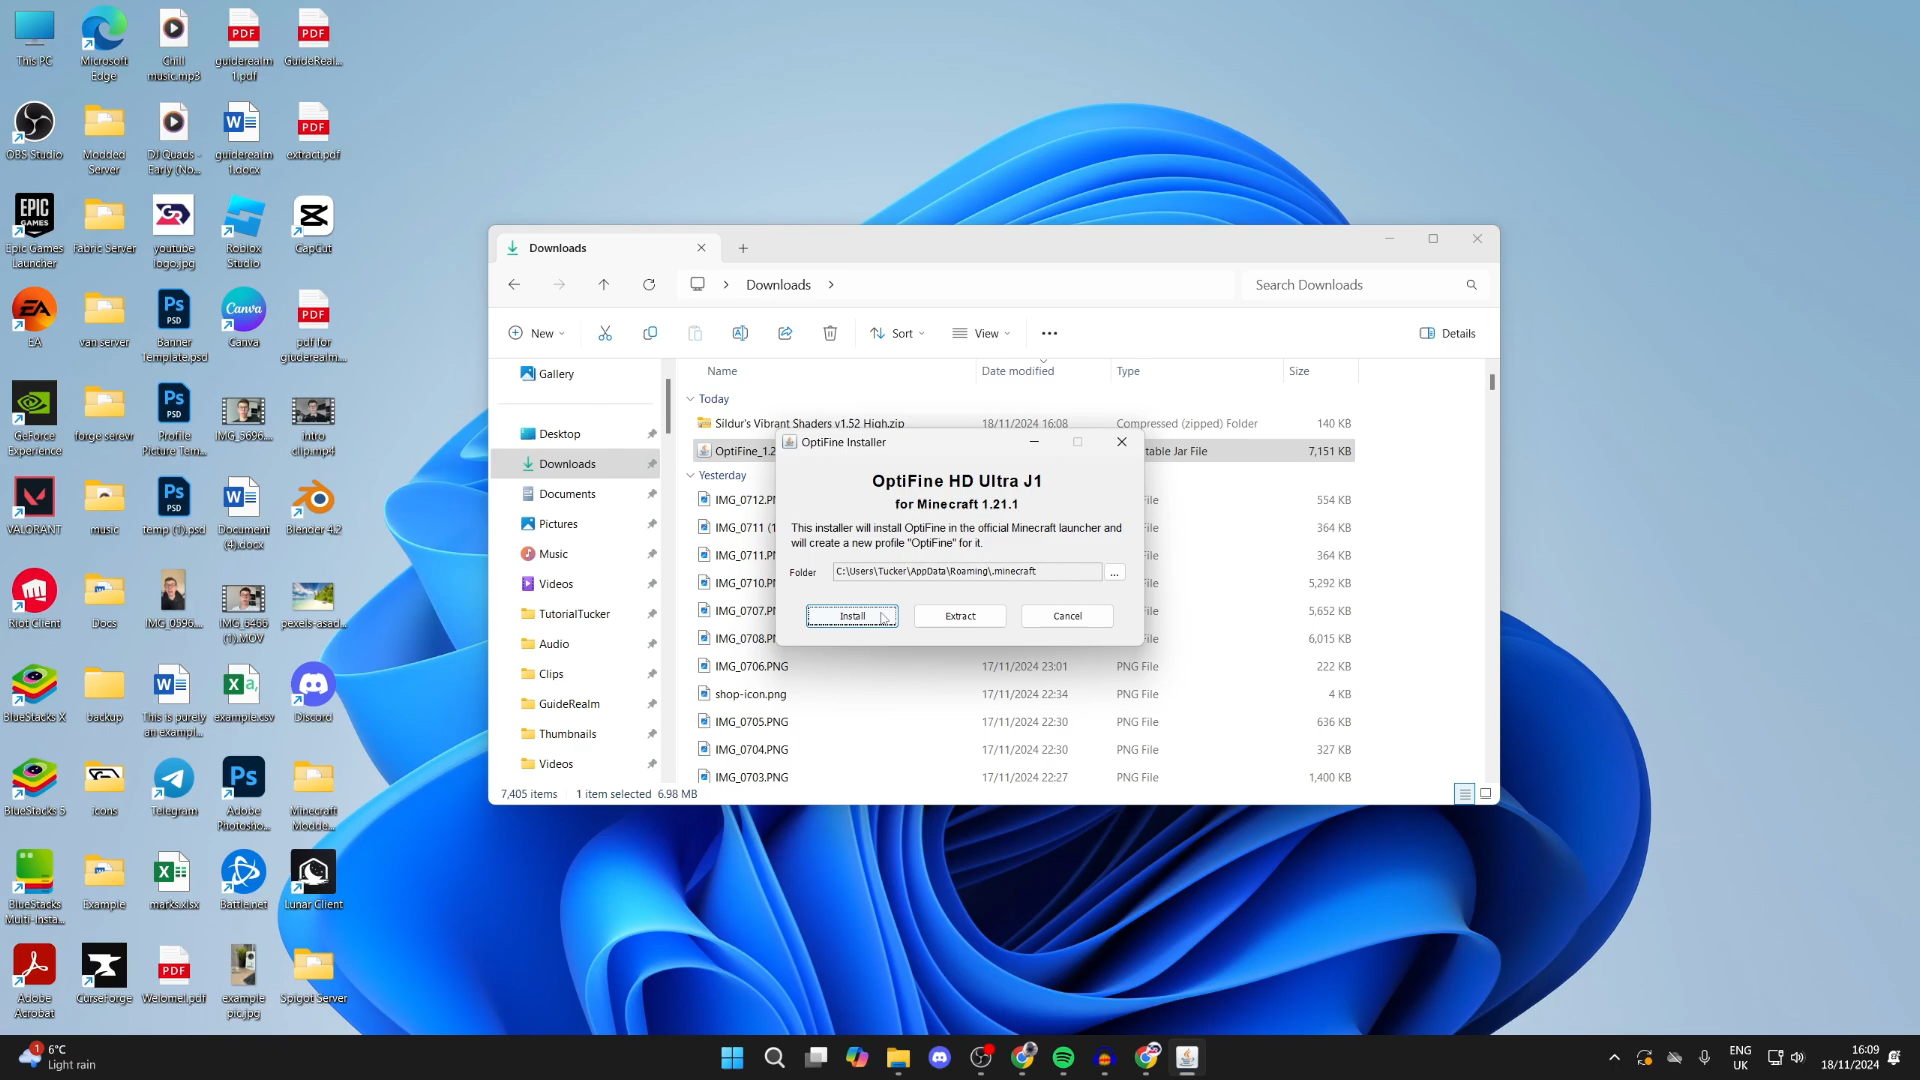 This PC
Microsoft
Edge
Chill
music.mp3
guiderealm
1.pdf
GuideReal...
OBS Studio
Modded
Server
DJ Quads -
Early (No...
guiderealm
1.docx
extract.pdf
Epic Games
Launcher
Fabric Server
youtube
logo.jpg
Roblox
Studio
CapCut
EA
van server
Banner
Template.psd
Canva
pdf for
giuderealm...
GeForce
Experience
forge serevr
Profile
Picture Tem...
IMG_5696...
intro
clip.mp4
VALORANT
music
temp (1).psd
Document
(4).docx
Blender 4.2
Riot Client
Docs
IMG_0596...
IMG_6466
(1).MOV
pexels-asad...
BlueStacks X
backup
This is purely
an exampl...
example.csv
Discord
BlueStacks 5
icons
Telegram
Adobe
Photosho...
Minecraft
Modde...
BlueStacks
Multi-Insta...
Example
marks.xlsx
Battle.net
Lunar Client
Adobe
Acrobat
CurseForge
Welomel.pdf
example
pic.jpg
Spigot Server
Downloads
Downloads
Search Downloads
New
Sort
View
Details
Gallery
Desktop
Downloads
Documents
Pictures
Music
Videos
TutorialTucker
Audio
Clips
GuideRealm
Thumbnails
Videos
Name Date modified Type Size
Today
Sildur's Vibrant Shaders v1.52 High.zip 18/11/2024 16:08 Compressed (zipped) Folder 140 KB
OptiFine_1.2 table Jar File 7,151 KB
Yesterday
IMG_0712.PN File 554 KB
IMG_0711 (1 File 364 KB
IMG_0711.PN File 364 KB
IMG_0710.PN File 5,292 KB
IMG_0707.PN File 5,652 KB
IMG_0708.PN File 6,015 KB
IMG_0706.PNG 17/11/2024 23:01 PNG File 222 KB
shop-icon.png 17/11/2024 22:34 PNG File 4 KB
IMG_0705.PNG 17/11/2024 22:30 PNG File 636 KB
IMG_0704.PNG 17/11/2024 22:30 PNG File 327 KB
IMG_0703.PNG 17/11/2024 22:27 PNG File 1,400 KB
7,405 items 1 item selected 6.98 MB
OptiFine Installer
OptiFine HD Ultra J1
for Minecraft 1.21.1
This installer will install OptiFine in the official Minecraft launcher and
will create a new profile "OptiFine" for it.
Folder C:\Users\Tucker\AppData\Roaming\.minecraft ...
Install Extract Cancel
1
6°C
Light rain
ENG
UK
16:09
18/11/2024